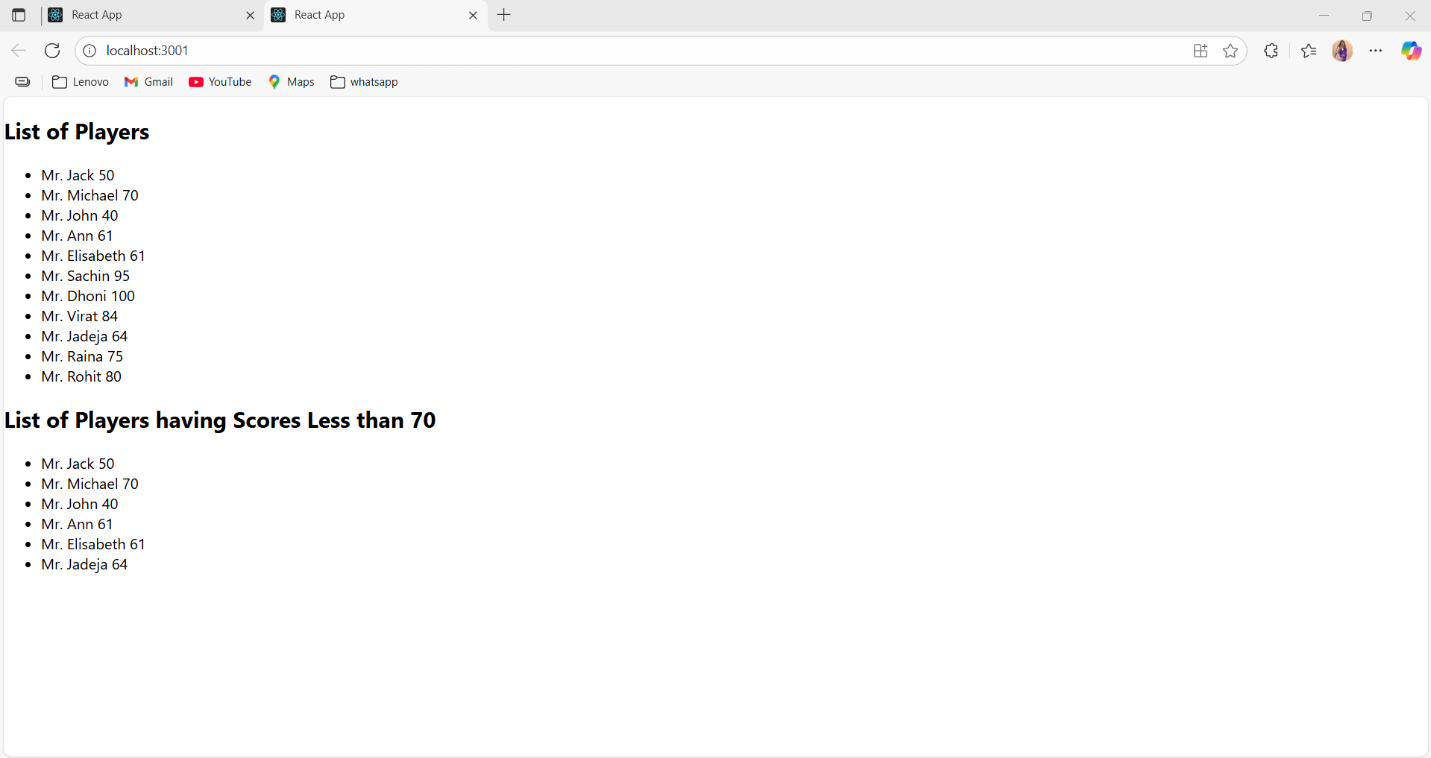 React App
React App
localhost:3001
Lenovo
Gmail
YouTube
Maps
whatsapp
List of Players
Mr. Jack 50
Mr. Michael 70
Mr. John 40
Mr. Ann 61
Mr. Elisabeth 61
Mr. Sachin 95
Mr. Dhoni 100
Mr. Virat 84
Mr. Jadeja 64
Mr. Raina 75
Mr. Rohit 80
List of Players having Scores Less than 70
Mr. Jack 50
Mr. Michael 70
Mr. John 40
Mr. Ann 61
Mr. Elisabeth 61
Mr. Jadeja 64